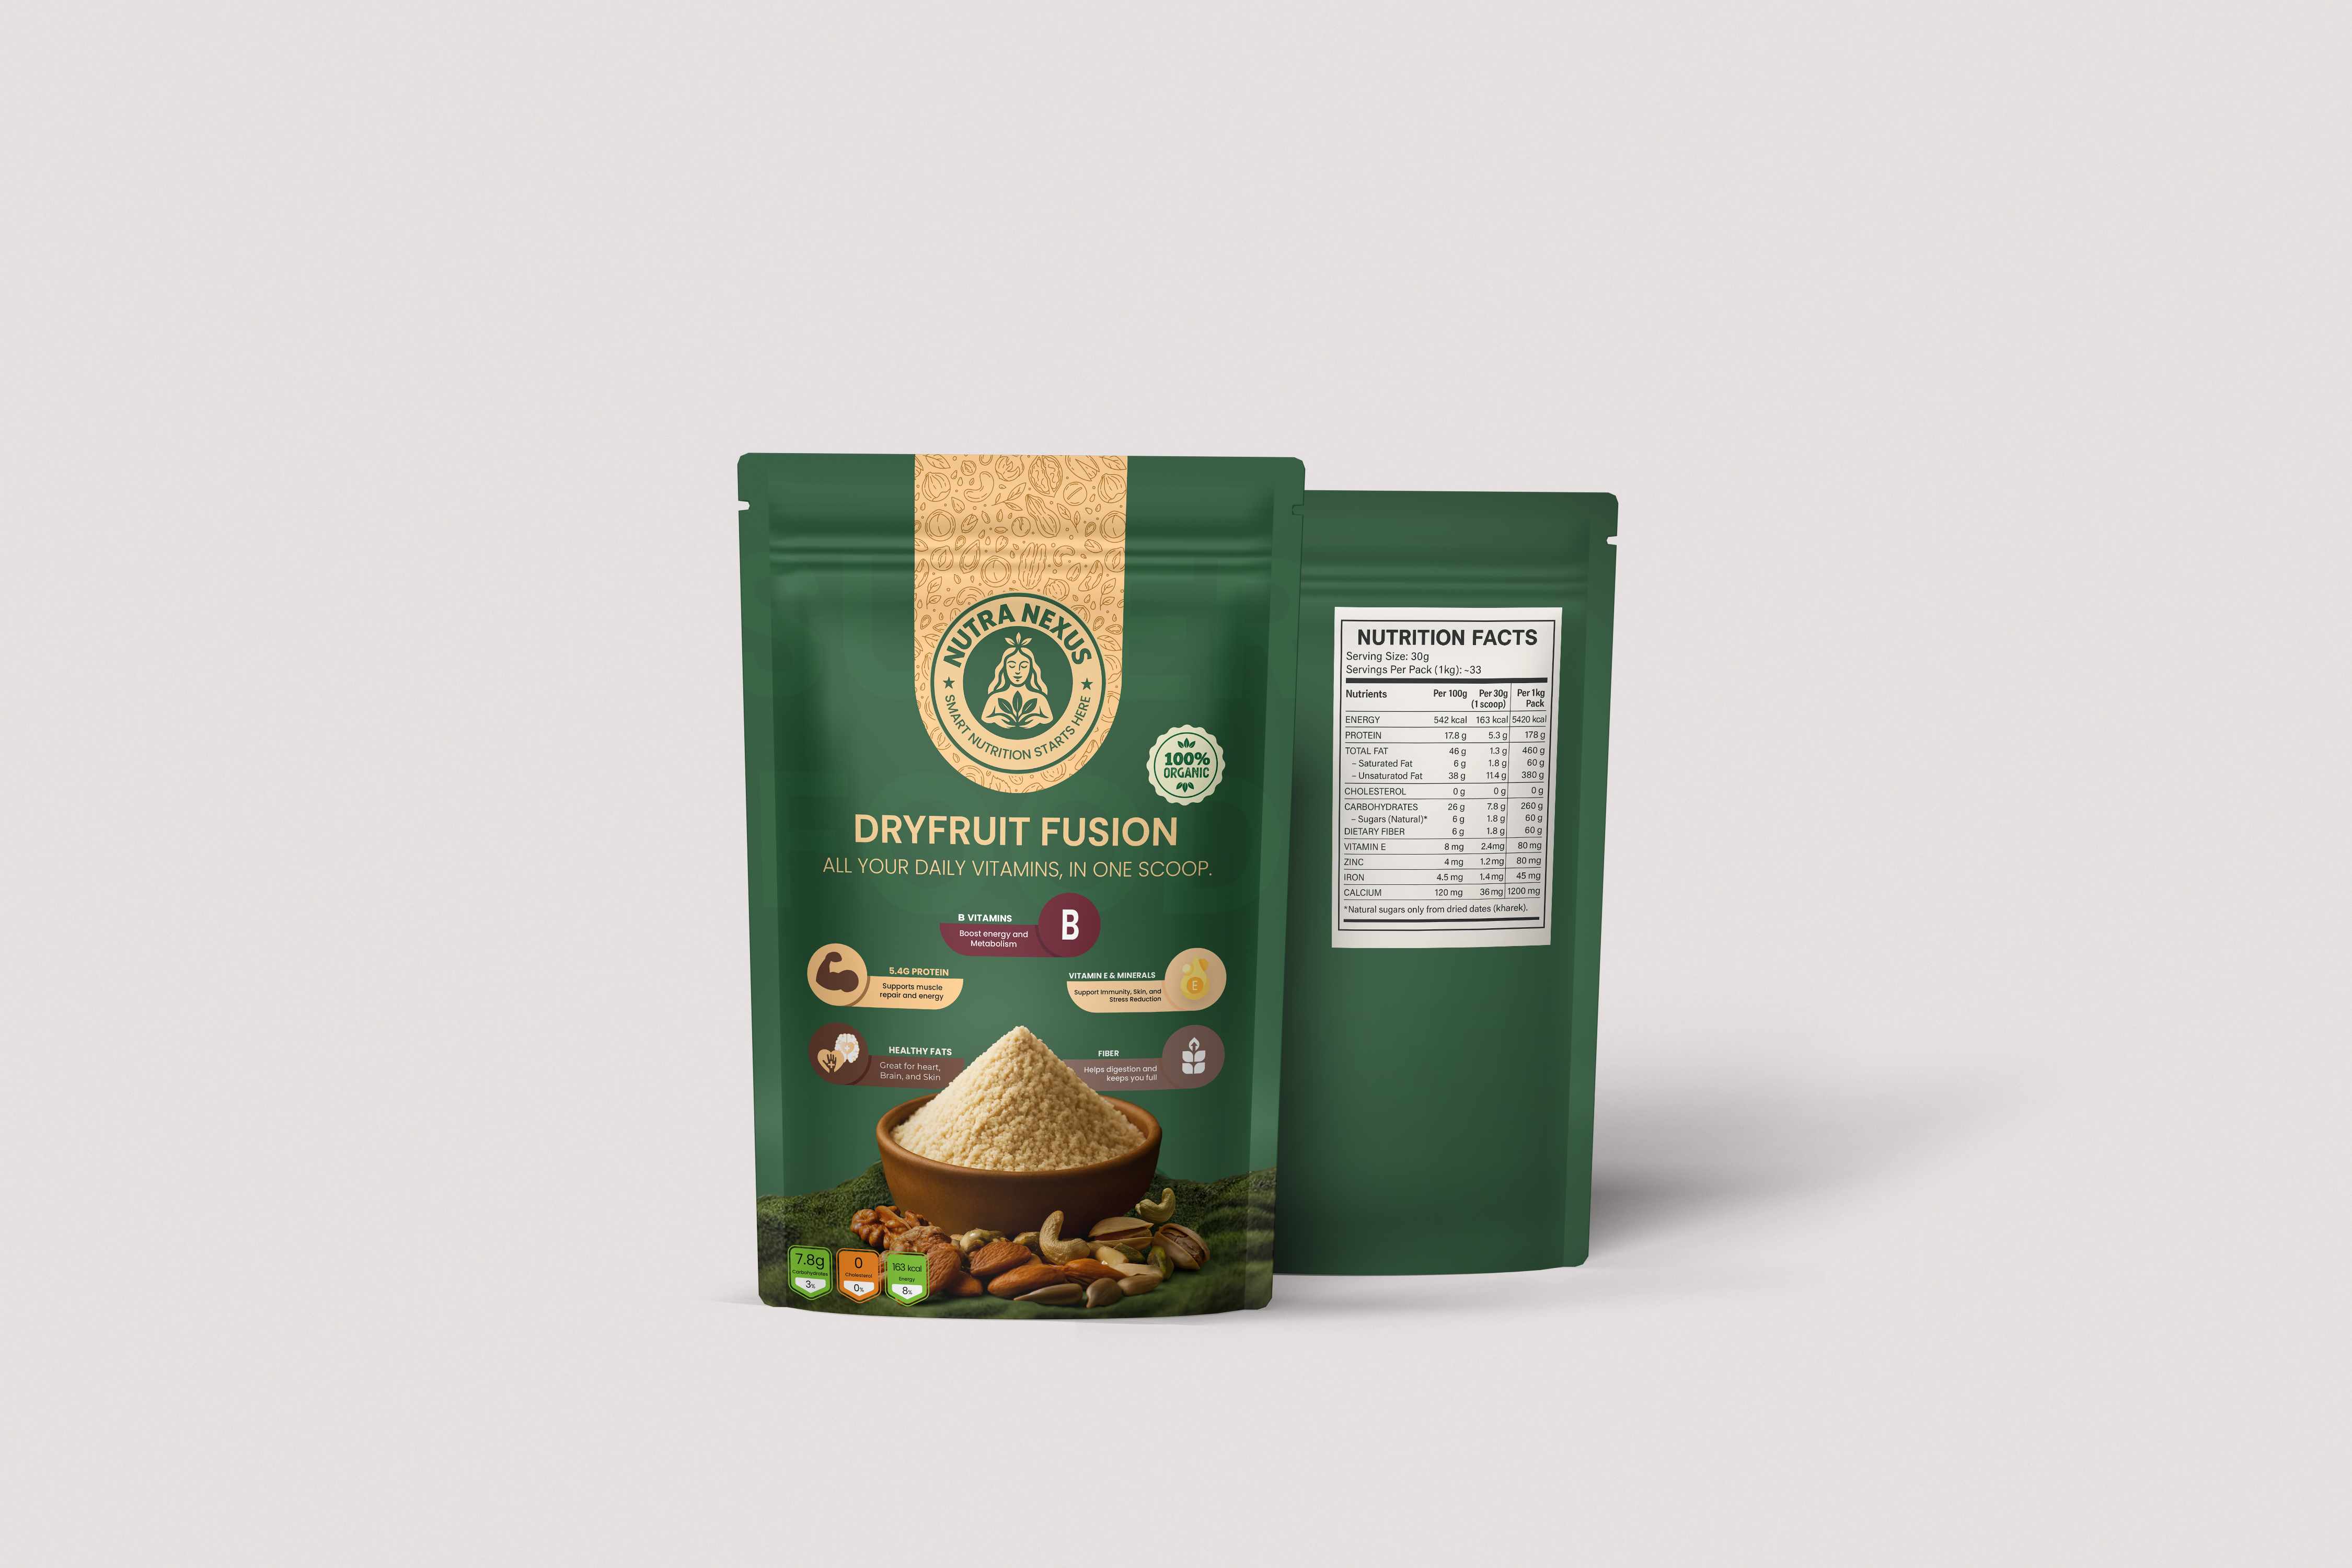 NUTRA NEXUS
SMART NUTRITION STARTS HERE
100%
ORGANIC
DRYFRUIT FUSION
ALL YOUR DAILY VITAMINS, IN ONE SCOOP.
B VITAMINS
Boost energy and
Metabolism
B
5.4G PROTEIN
Supports muscle
repair and energy
VITAMIN E & MINERALS
Support Immunity, Skin, and
Stress Reduction
E
HEALTHY FATS
Great for heart,
Brain, and Skin
FIBER
Helps digestion and
keeps you full
7.8g
Carbohydrates
3%
0
Cholesterol
0%
163 kcal
Energy
8%
NUTRITION FACTS
Serving Size: 30g
Servings Per Pack (1kg): ~33
Nutrients Per 100g Per 30g Per 1kg
(1 scoop) Pack
ENERGY 542 kcal 163 kcal 5420 kcal
PROTEIN 17.8 g 5.3 g 178 g
TOTAL FAT 46 g 1.3 g 460 g
– Saturated Fat 6 g 1.8 g 60 g
– Unsaturatod Fat 38 g 11.4 g 380 g
CHOLESTEROL 0 g 0 g 0 g
CARBOHYDRATES 26 g 7.8 g 260 g
– Sugars (Natural)* 6 g 1.8 g 60 g
DIETARY FIBER 6 g 1.8 g 60 g
VITAMIN E 8 mg 2.4mg 80 mg
ZINC 4 mg 1.2 mg 80 mg
IRON 4.5 mg 1.4 mg 45 mg
CALCIUM 120 mg 36 mg 1200 mg
*Natural sugars only from dried dates (kharek).